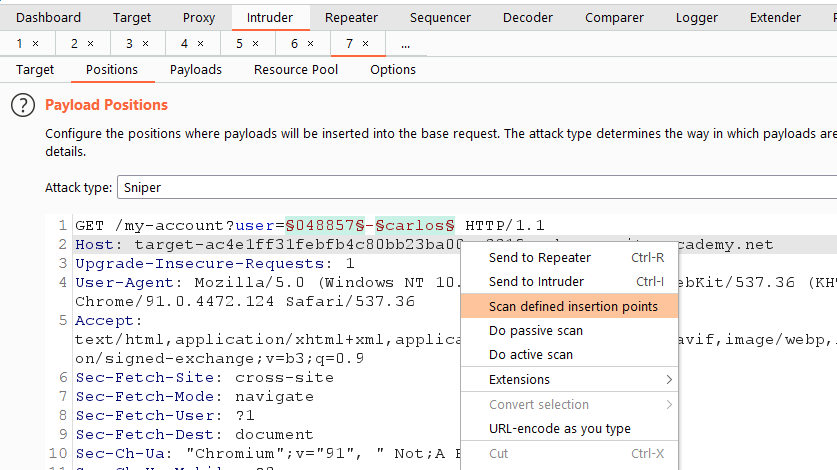 Dashboard Target Proxy Intruder Repeater Sequencer Decoder Comparer Logger Extender
1 × 2 × 3 × 4 × 5 × 6 × 7 × ...
Target Positions Payloads Resource Pool Options
? Payload Positions
Configure the positions where payloads will be inserted into the base request. The attack type determines the way in which payloads are
details.
Attack type: Sniper
1 GET /my-account?user=§048857§-§carlos§ HTTP/1.1
2 Host: target-ac4e1ff31febfb4c80bb23ba00
3 Upgrade-Insecure-Requests: 1
4 User-Agent: Mozilla/5.0 (Windows NT 10. ebKit/537.36 (KH
Chrome/91.0.4472.124 Safari/537.36
5 Accept:
text/html,application/xhtml+xml,applica avif,image/webp,
on/signed-exchange;v=b3;q=0.9
6 Sec-Fetch-Site: cross-site
7 Sec-Fetch-Mode: navigate
8 Sec-Fetch-User: ?1
9 Sec-Fetch-Dest: document
10 Sec-Ch-Ua: "Chromium";v="91", " Not;A
11
Send to Repeater Ctrl-R
Send to Intruder Ctrl-I
Scan defined insertion points
Do passive scan
Do active scan
Extensions
Convert selection
URL-encode as you type
Cut Ctrl-X